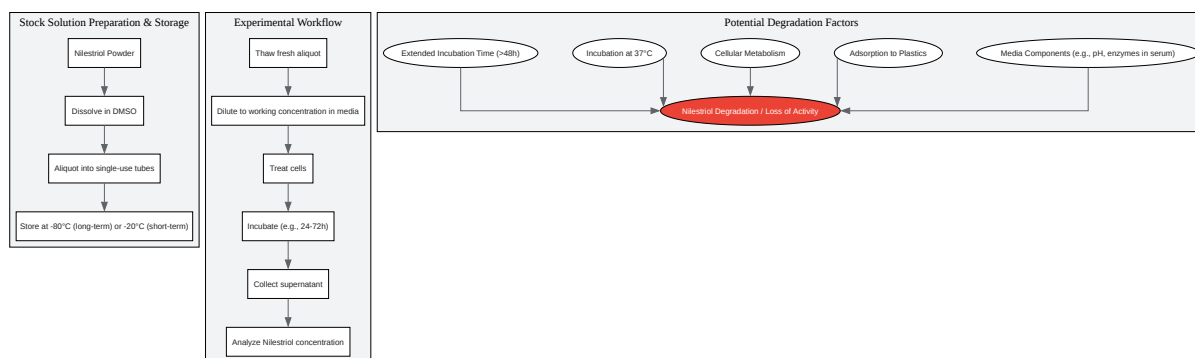 Stock Solution Preparation & Storage
Nilestriol Powder
Dissolve in DMSO
Aliquot into single-use tubes
Store at -80°C (long-term) or -20°C (short-term)
Experimental Workflow
Thaw fresh aliquot
Dilute to working concentration in media
Treat cells
Incubate (e.g., 24-72h)
Collect supernatant
Analyze Nilestriol concentration
Potential Degradation Factors
Extended Incubation Time (>48h)
Incubation at 37°C
Cellular Metabolism
Adsorption to Plastics
Media Components (e.g., pH, enzymes in serum)
Nilestriol Degradation / Loss of Activity